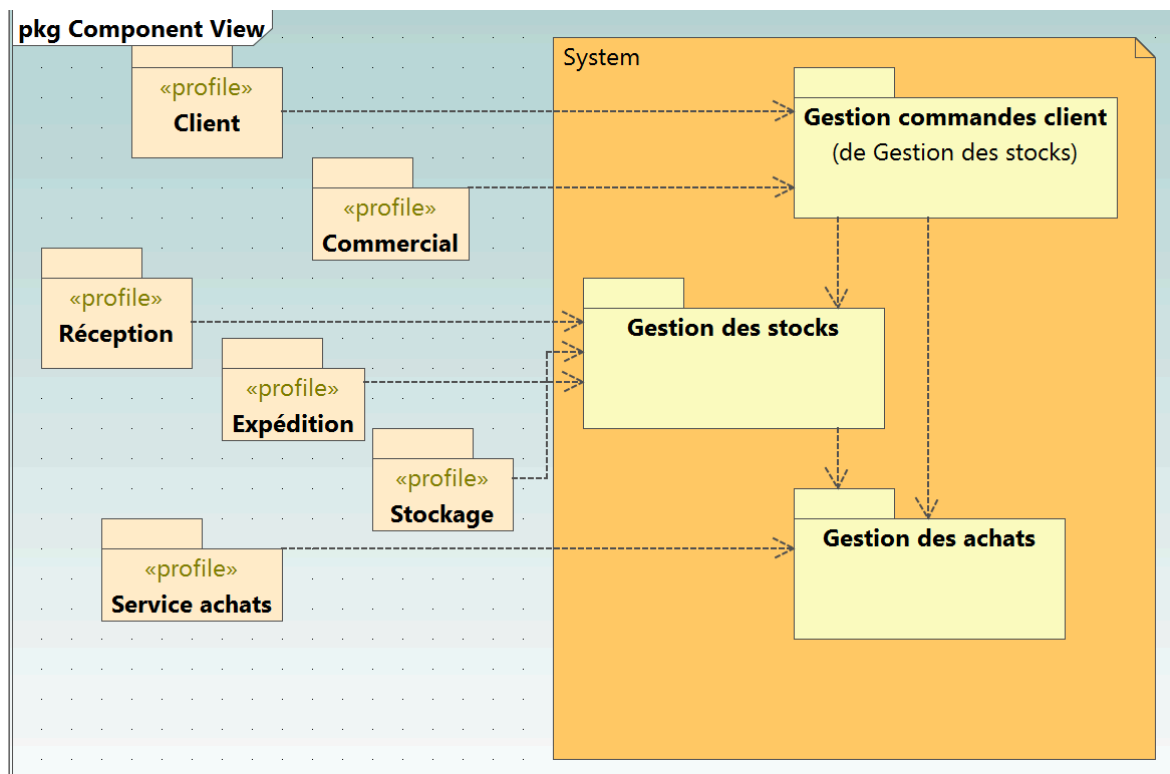 pkg Component View
System
«profile»
Client
Gestion commandes client
(de Gestion des stocks)
«profile»
Commercial
«profile»
Réception
Gestion des stocks
«profile»
Expédition
«profile»
Stockage
Gestion des achats
«profile»
Service achats